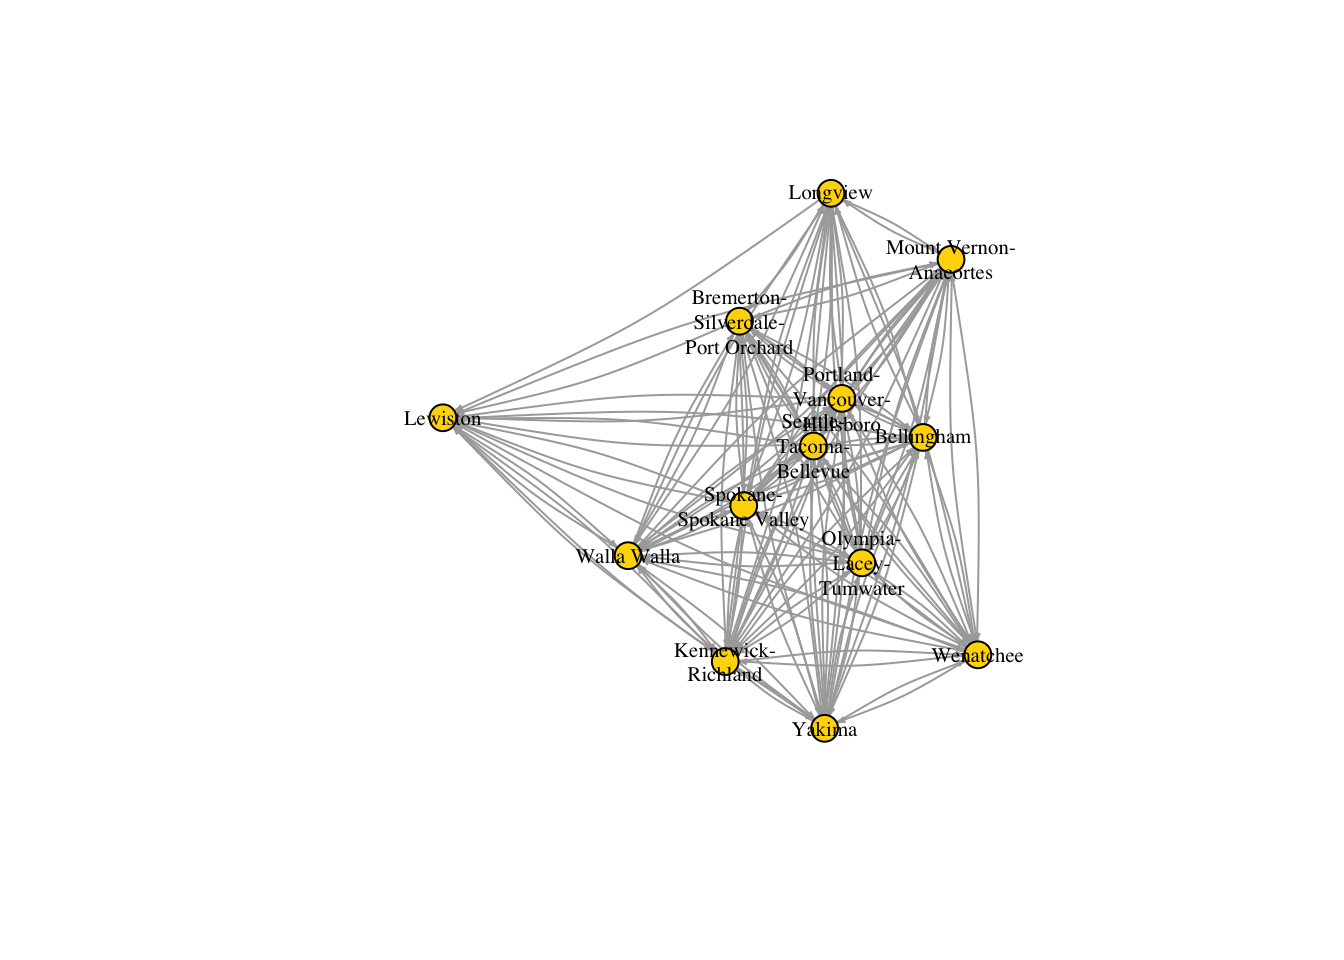 Longview
Mount Vernon-
Anacortes
Bremerton-
Silverdale-
Port Orchard
Portland-
Vancouver-
Hillsboro
Lewiston
Seattle-
Tacoma-
Bellevue
Bellingham
Spokane-
Spokane Valley
Walla Walla
Olympia-
Lacey-
Tumwater
Kennewick-
Richland
Wenatchee
Yakima